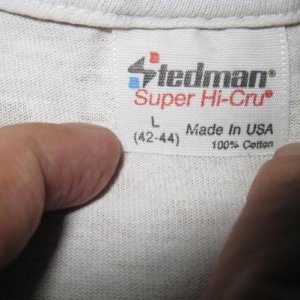 Stedman®
Super Hi-Cru®
L
(42-44)
Made In USA
100% Cotton